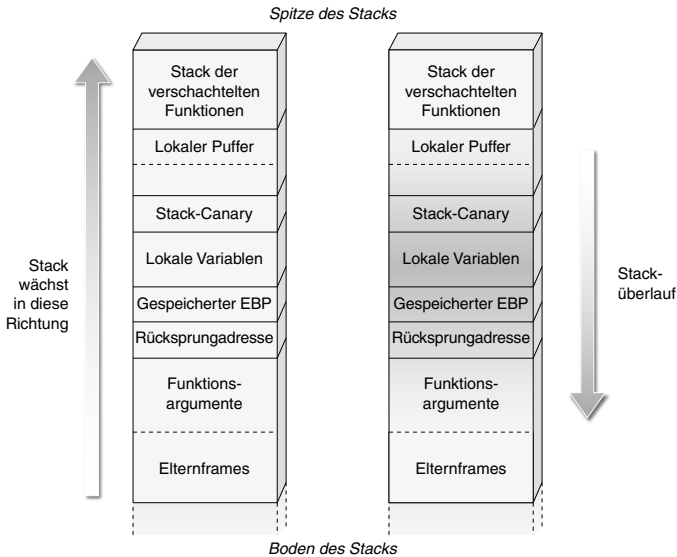 Spitze des Stacks
Stack
wächst
in diese
Richtung
Stack der
verschachtelten
Funktionen
Lokaler Puffer
Stack-Canary
Lokale Variablen
Gespeicherter EBP
Rücksprungadresse
Funktions-
argumente
Elternframes
Stack der
verschachtelten
Funktionen
Lokaler Puffer
Stack-Canary
Lokale Variablen
Gespeicherter EBP
Rücksprungadresse
Funktions-
argumente
Elternframes
Stack-
überlauf
Boden des Stacks